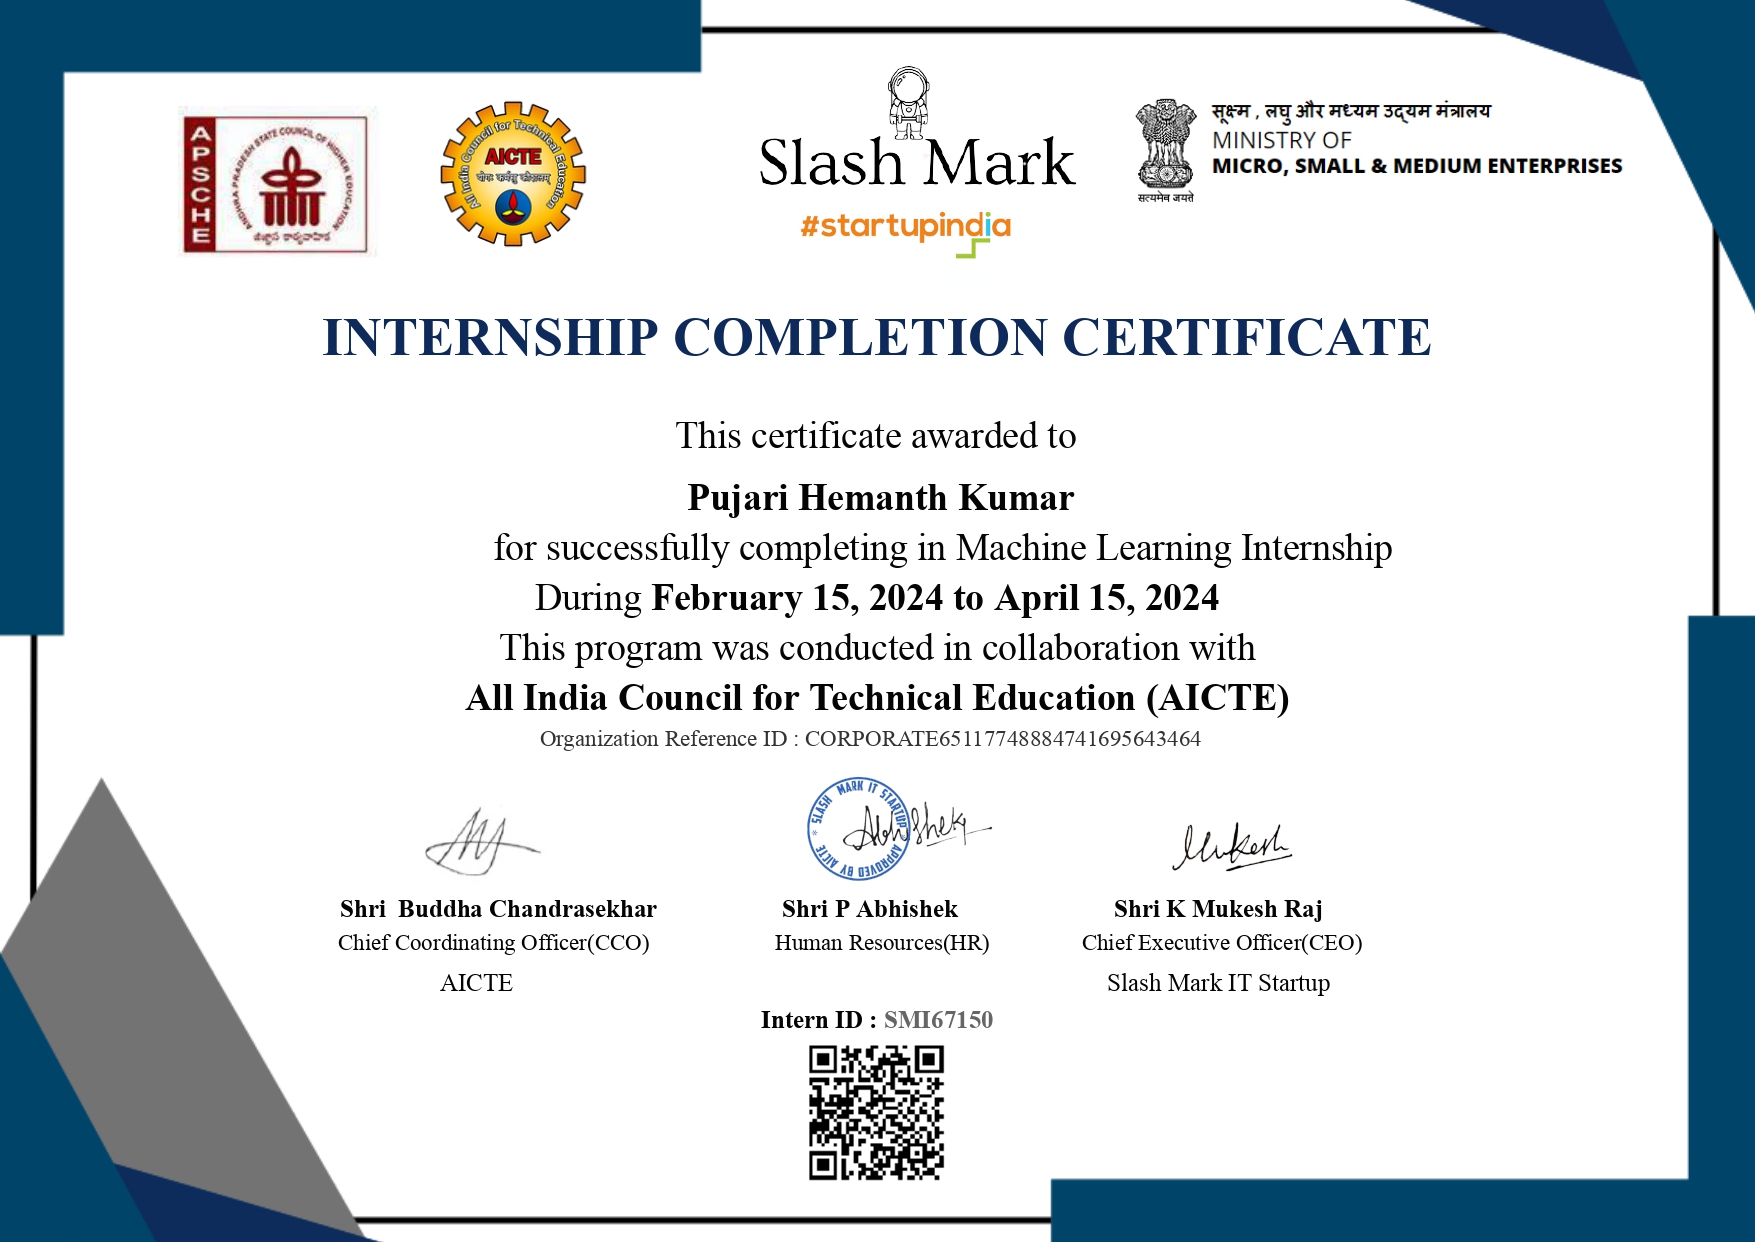 APSCHE
ANDHRA PRADESH STATE COUNCIL OF HIGHER EDUCATION
All India Council for Technical Education
AICTE
योगः कर्मसु कौशलम्
Slash Mark
#startupindia
सत्यमेव जयते
सूक्ष्म , लघु और मध्यम उद्यम मंत्रालय
MINISTRY OF
MICRO, SMALL & MEDIUM ENTERPRISES
INTERNSHIP COMPLETION CERTIFICATE
This certificate awarded to
Pujari Hemanth Kumar
for successfully completing in Machine Learning Internship
During February 15, 2024 to April 15, 2024
This program was conducted in collaboration with
All India Council for Technical Education (AICTE)
Organization Reference ID : CORPORATE65117748884741695643464
SLASH MARK IT STARTUP * APPROVED BY AICTE *
Abhishek
Mukesh
Shri Buddha Chandrasekhar
Shri P Abhishek
Shri K Mukesh Raj
Chief Coordinating Officer(CCO)
Human Resources(HR)
Chief Executive Officer(CEO)
AICTE
Slash Mark IT Startup
Intern ID : SMI67150